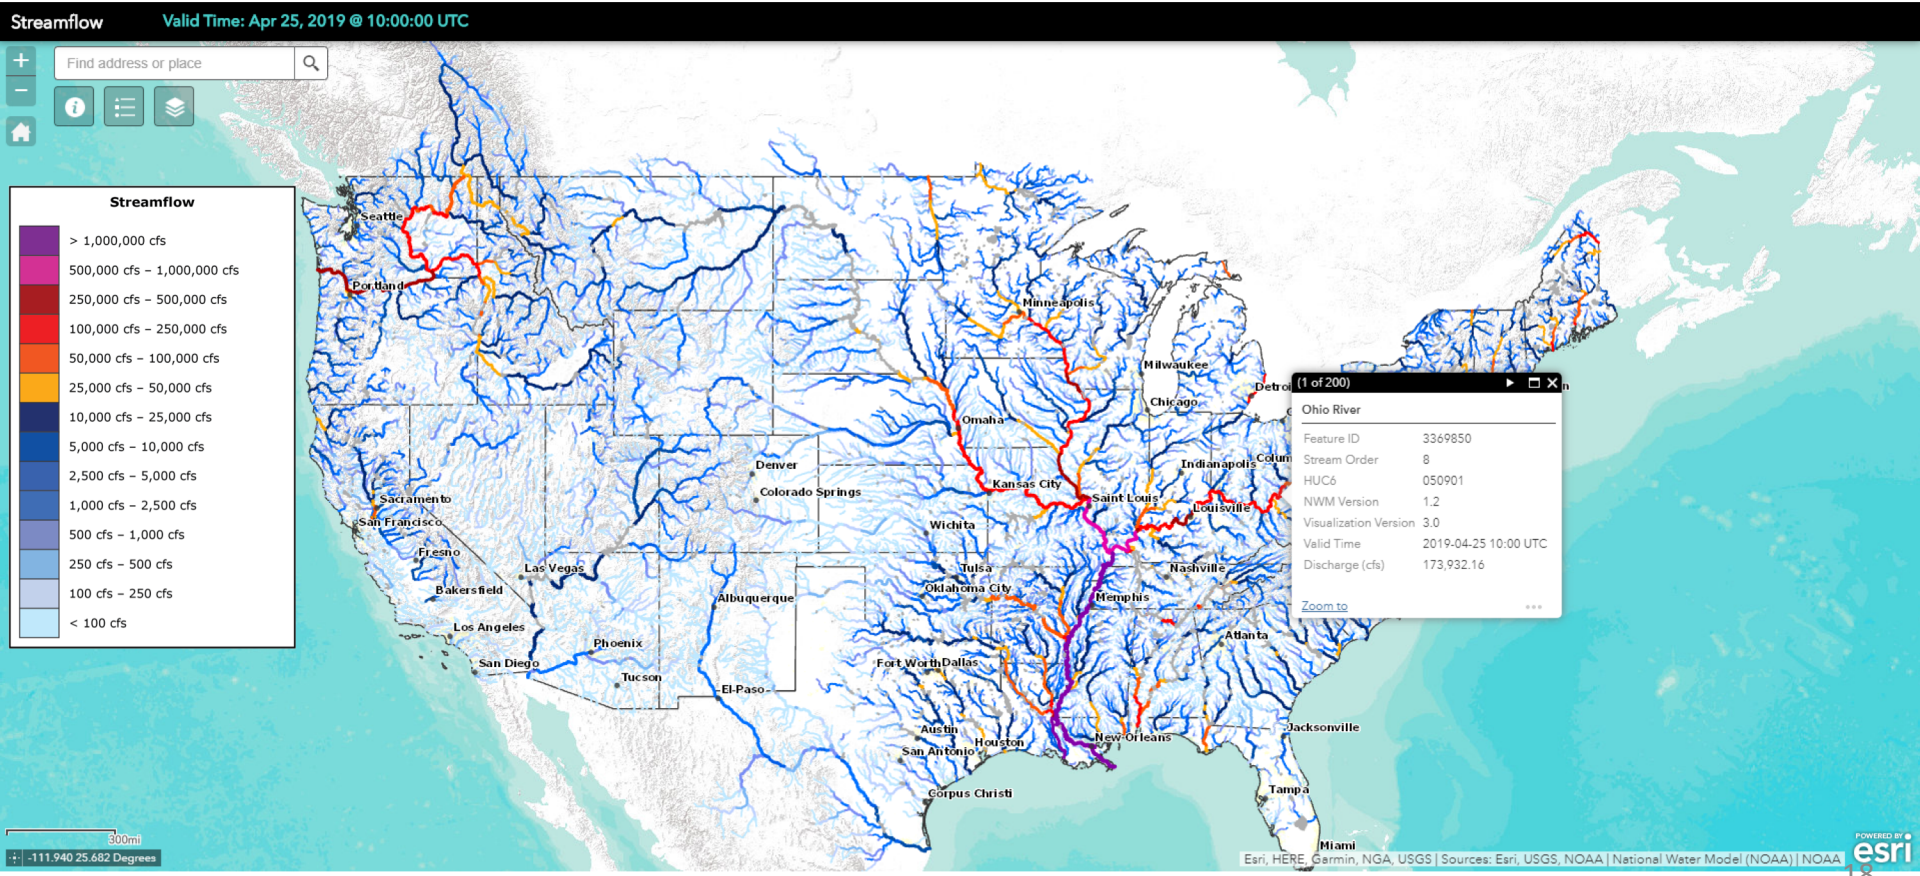 Streamflow
Valid Time: Apr 25, 2019 @ 10:00:00 UTC
+
Find address or place
−
Streamflow
> 1,000,000 cfs
500,000 cfs – 1,000,000 cfs
250,000 cfs – 500,000 cfs
100,000 cfs – 250,000 cfs
50,000 cfs – 100,000 cfs
25,000 cfs – 50,000 cfs
10,000 cfs – 25,000 cfs
5,000 cfs – 10,000 cfs
2,500 cfs – 5,000 cfs
1,000 cfs – 2,500 cfs
500 cfs – 1,000 cfs
250 cfs – 500 cfs
100 cfs – 250 cfs
< 100 cfs
Seattle
Portland
Minneapolis
Milwaukee
Detroi
Chicago
Omaha
Indianapolis
Colum
Denver
Colorado Springs
Kansas City
Saint Louis
Louisville
Sacramento
San Francisco
Wichita
Fresno
Las Vegas
Tulsa
Nashville
Bakersfield
Oklahoma City
Albuquerque
Memphis
Los Angeles
Phoenix
Atlanta
San Diego
Fort Worth
Dallas
Tucson
El-Paso
Austin
New-Orleans
Jacksonville
San Antonio
Houston
Corpus Christi
Tampa
Miami
(1 of 200)
n
Ohio River
Feature ID 3369850
Stream Order 8
HUC6 050901
NWM Version 1.2
Visualization Version 3.0
Valid Time 2019-04-25 10:00 UTC
Discharge (cfs) 173,932.16
Zoom to
300mi
-111.940 25.682 Degrees
POWERED BY
esri
Esri, HERE, Garmin, NGA, USGS | Sources: Esri, USGS, NOAA | National Water Model (NOAA) | NOAA
18